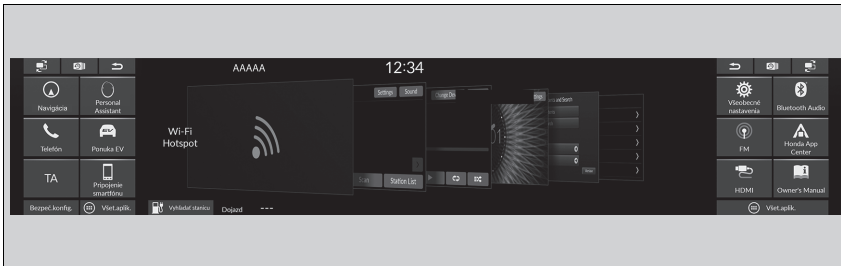 AAAAA
12:34
Navigácia
Personal
Assistant
Telefón
Ponuka EV
TA
Pripojenie
smartfónu
Bezpeč.konfig.
Všet.aplik.
Wi-Fi
Hotspot
Settings
Sound
Change
Scan
Station List
Vyhľadať stanicu
Dojazd
---
Všeobecné
nastavenia
Bluetooth Audio
FM
Honda App
Center
HDMI
Owner's Manual
Všet.aplik.